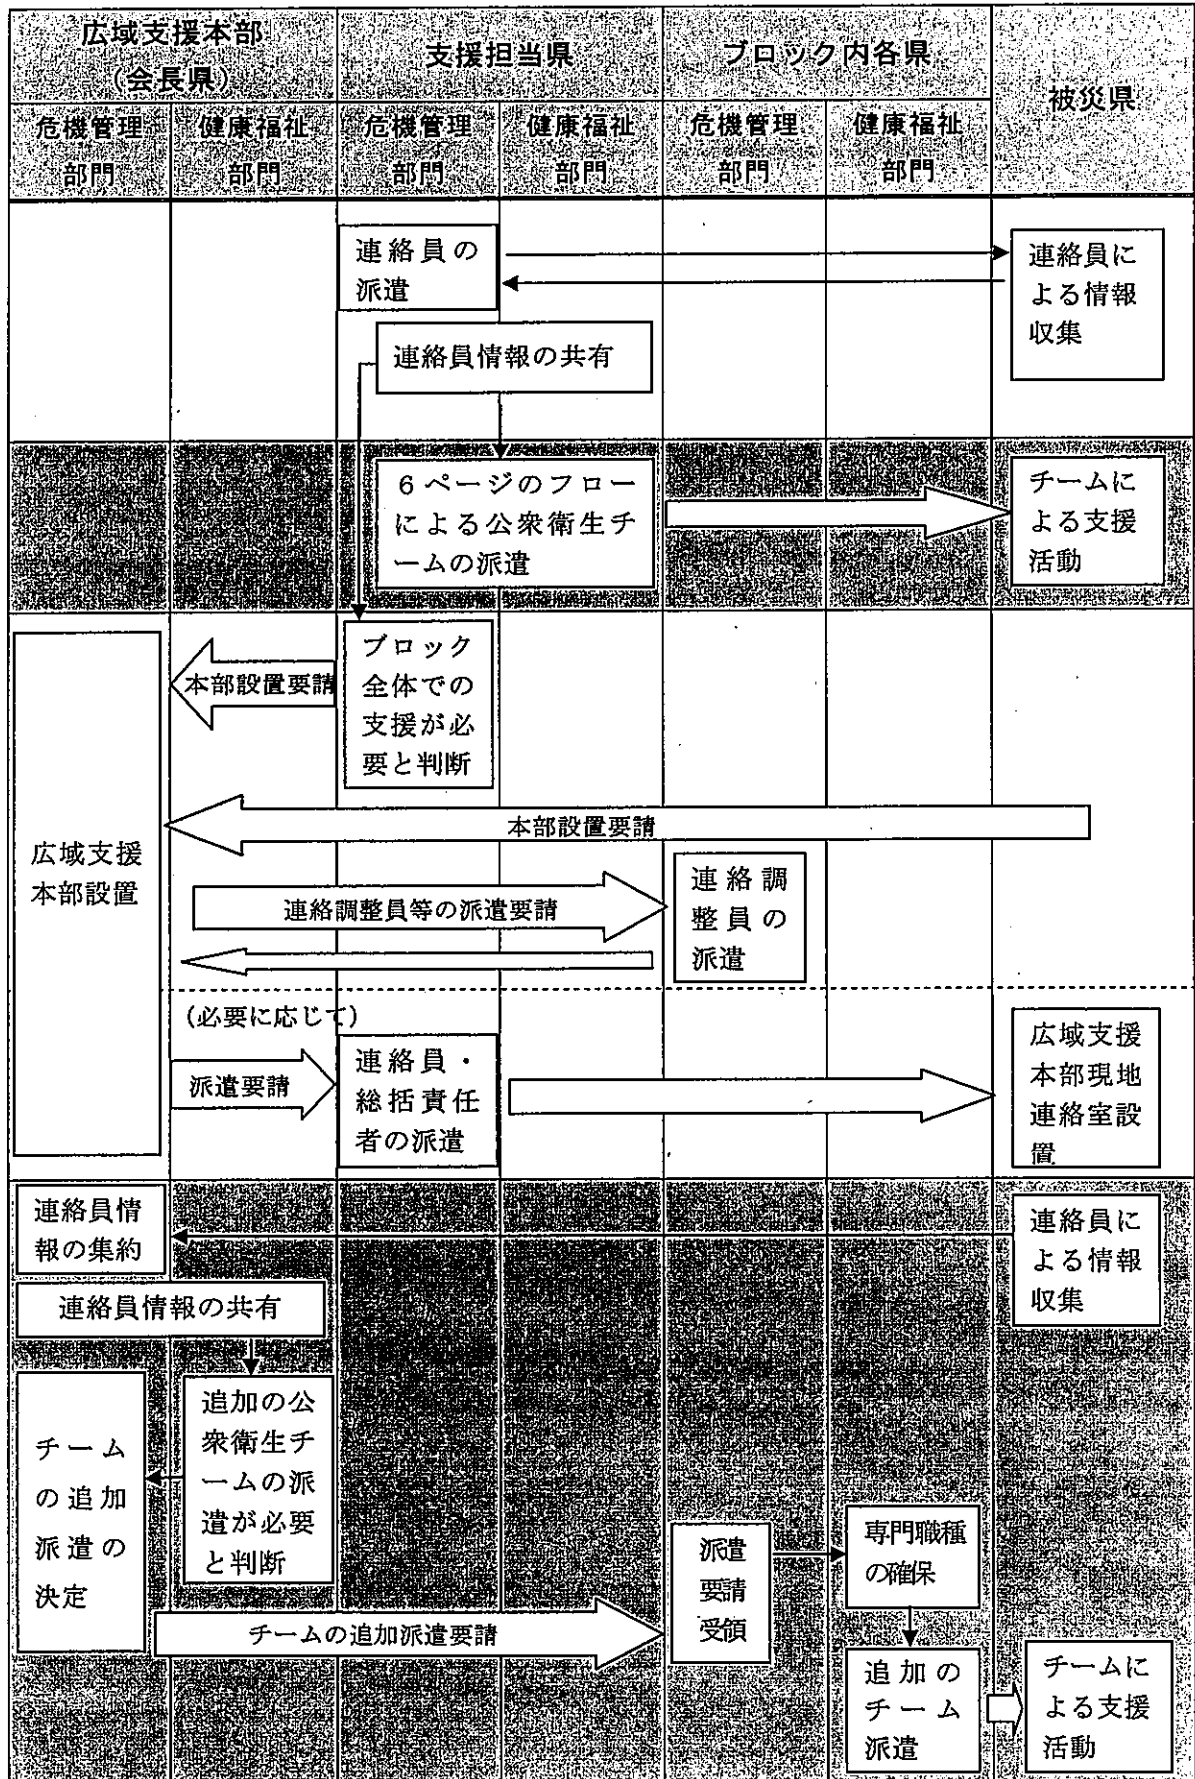 広域支援本部
(会長県)
支援担当県
ブロック内各県
被災県
危機管理
部門
健康福祉
部門
危機管理
部門
健康福祉
部門
危機管理
部門
健康福祉
部門
連絡員の
派遣
連絡員に
よる情報
収集
連絡員情報の共有
6ページのフロー
による公衆衛生チ
ームの派遣
チームに
よる支援
活動
ブロック
全体での
支援が必
要と判断
本部設置要請
本部設置要請
広域支援
本部設置
連絡調整員等の派遣要請
連絡調
整員の
派遣
(必要に応じて)
派遣要請
連絡員・
総括責任
者の派遣
広域支援
本部現地
連絡室設
置
連絡員情
報の集約
連絡員に
よる情報
収集
連絡員情報の共有
チーム
の追加
派遣の
決定
追加の公
衆衛生チ
ームの派
遣が必要
と判断
チームの追加派遣要請
派遣
要請
受領
専門職種
の確保
追加の
チーム
派遣
チームに
よる支援
活動